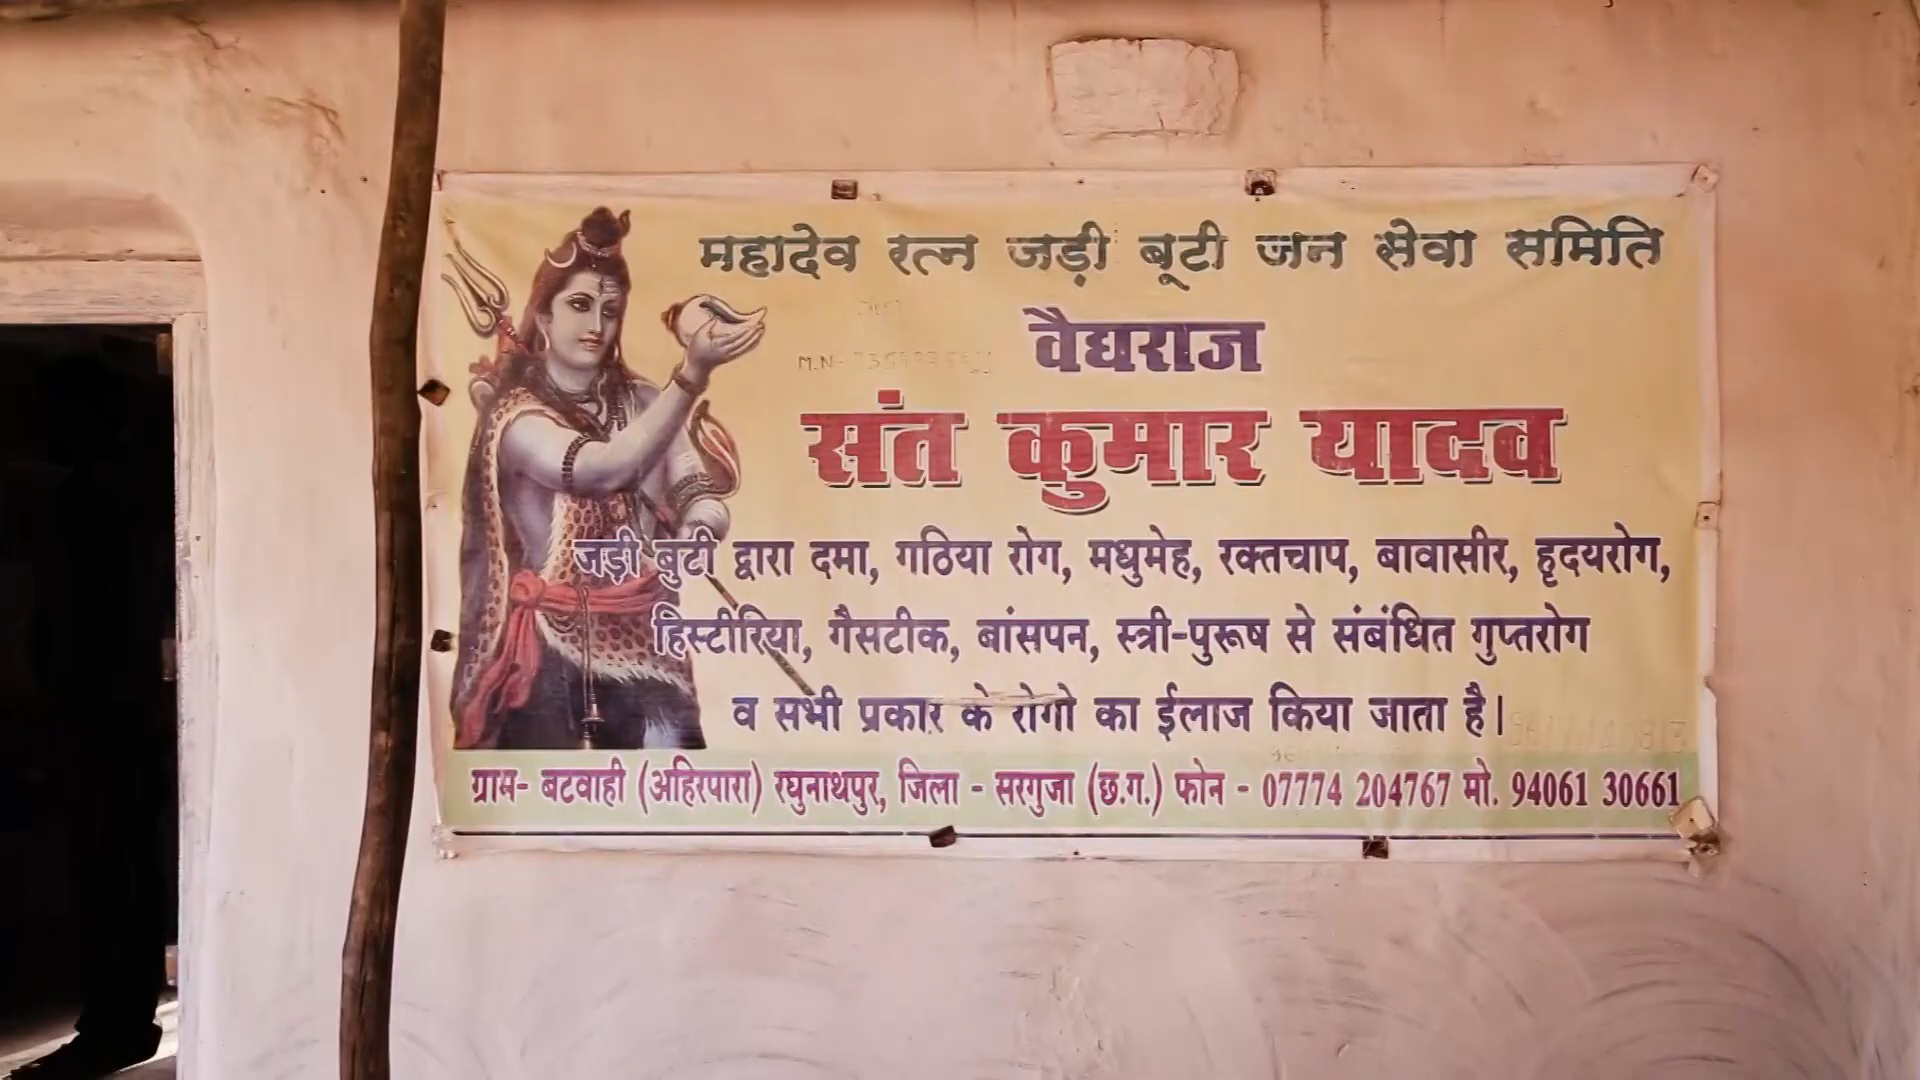 महादेव रत्न जड़ी बूटी जन सेवा समिति
वैद्यराज
M.N-
संत कुमार यादव
जड़ी बुटी द्वारा दमा, गठिया रोग, मधुमेह, रक्तचाप, बावासीर, हृदयरोग,
हिस्टीरिया, गैसटीक, बांसपन, स्त्री-पुरूष से संबंधित गुप्तरोग
व सभी प्रकार के रोगो का ईलाज किया जाता है।
ग्राम- बटवाही (अहिरपारा) रघुनाथपुर, जिला - सरगुजा (छ.ग.) फोन - 07774 204767 मो. 94061 30661